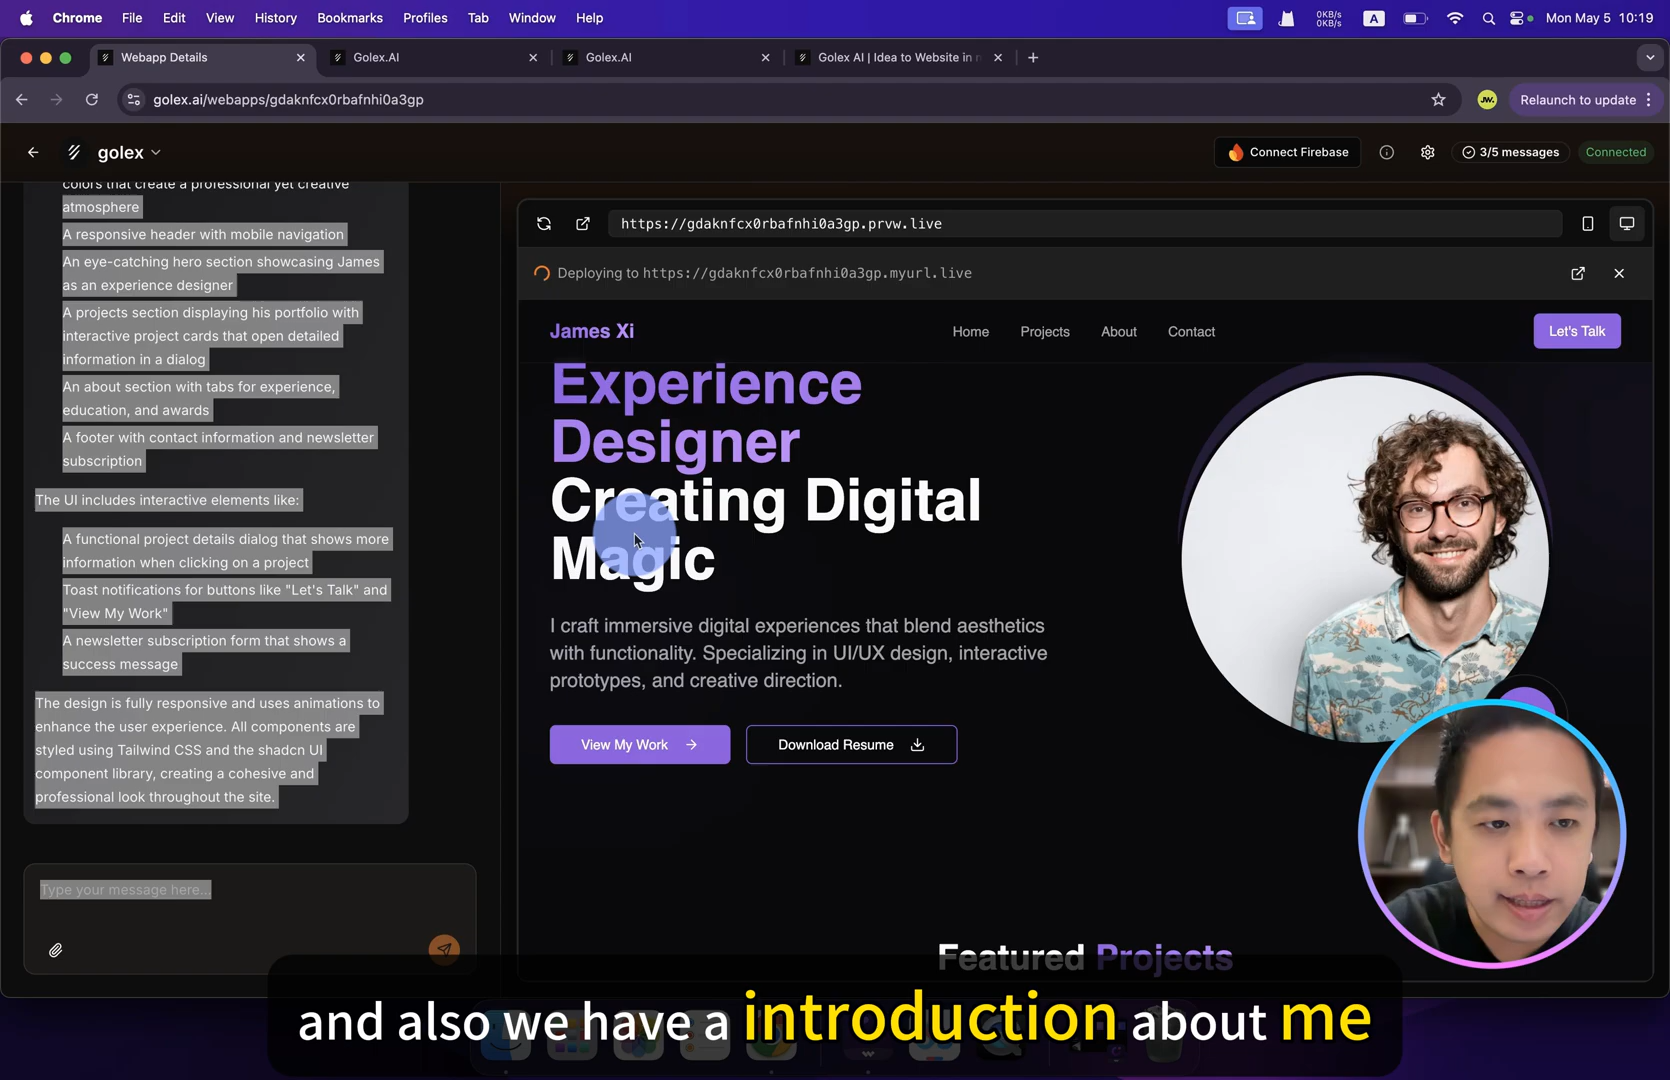 Chrome File Edit View History Bookmarks Profiles Tab Window Help
0KB/s
0KB/s
A
Mon May 5 10:19
Webapp Details
Golex.AI
Golex.AI
Golex AI | Idea to Website in m
golex.ai/webapps/gdaknfcx0rbafnhi0a3gp
JW.
Relaunch to update
golex
Connect Firebase
3/5 messages
Connected
colors that create a professional yet creative
atmosphere
A responsive header with mobile navigation
An eye-catching hero section showcasing James
as an experience designer
A projects section displaying his portfolio with
interactive project cards that open detailed
information in a dialog
An about section with tabs for experience,
education, and awards
A footer with contact information and newsletter
subscription
The UI includes interactive elements like:
A functional project details dialog that shows more
information when clicking on a project
Toast notifications for buttons like "Let's Talk" and
"View My Work"
A newsletter subscription form that shows a
success message
The design is fully responsive and uses animations to
enhance the user experience. All components are
styled using Tailwind CSS and the shadcn UI
component library, creating a cohesive and
professional look throughout the site.
Type your message here...
https://gdaknfcx0rbafnhi0a3gp.prvw.live
Deploying to https://gdaknfcx0rbafnhi0a3gp.myurl.live
James Xi
Home Projects About Contact
Let's Talk
Experience
Designer
Creating Digital
Magic
I craft immersive digital experiences that blend aesthetics
with functionality. Specializing in UI/UX design, interactive
prototypes, and creative direction.
View My Work
Download Resume
Featured Projects
and also we have a introduction about me